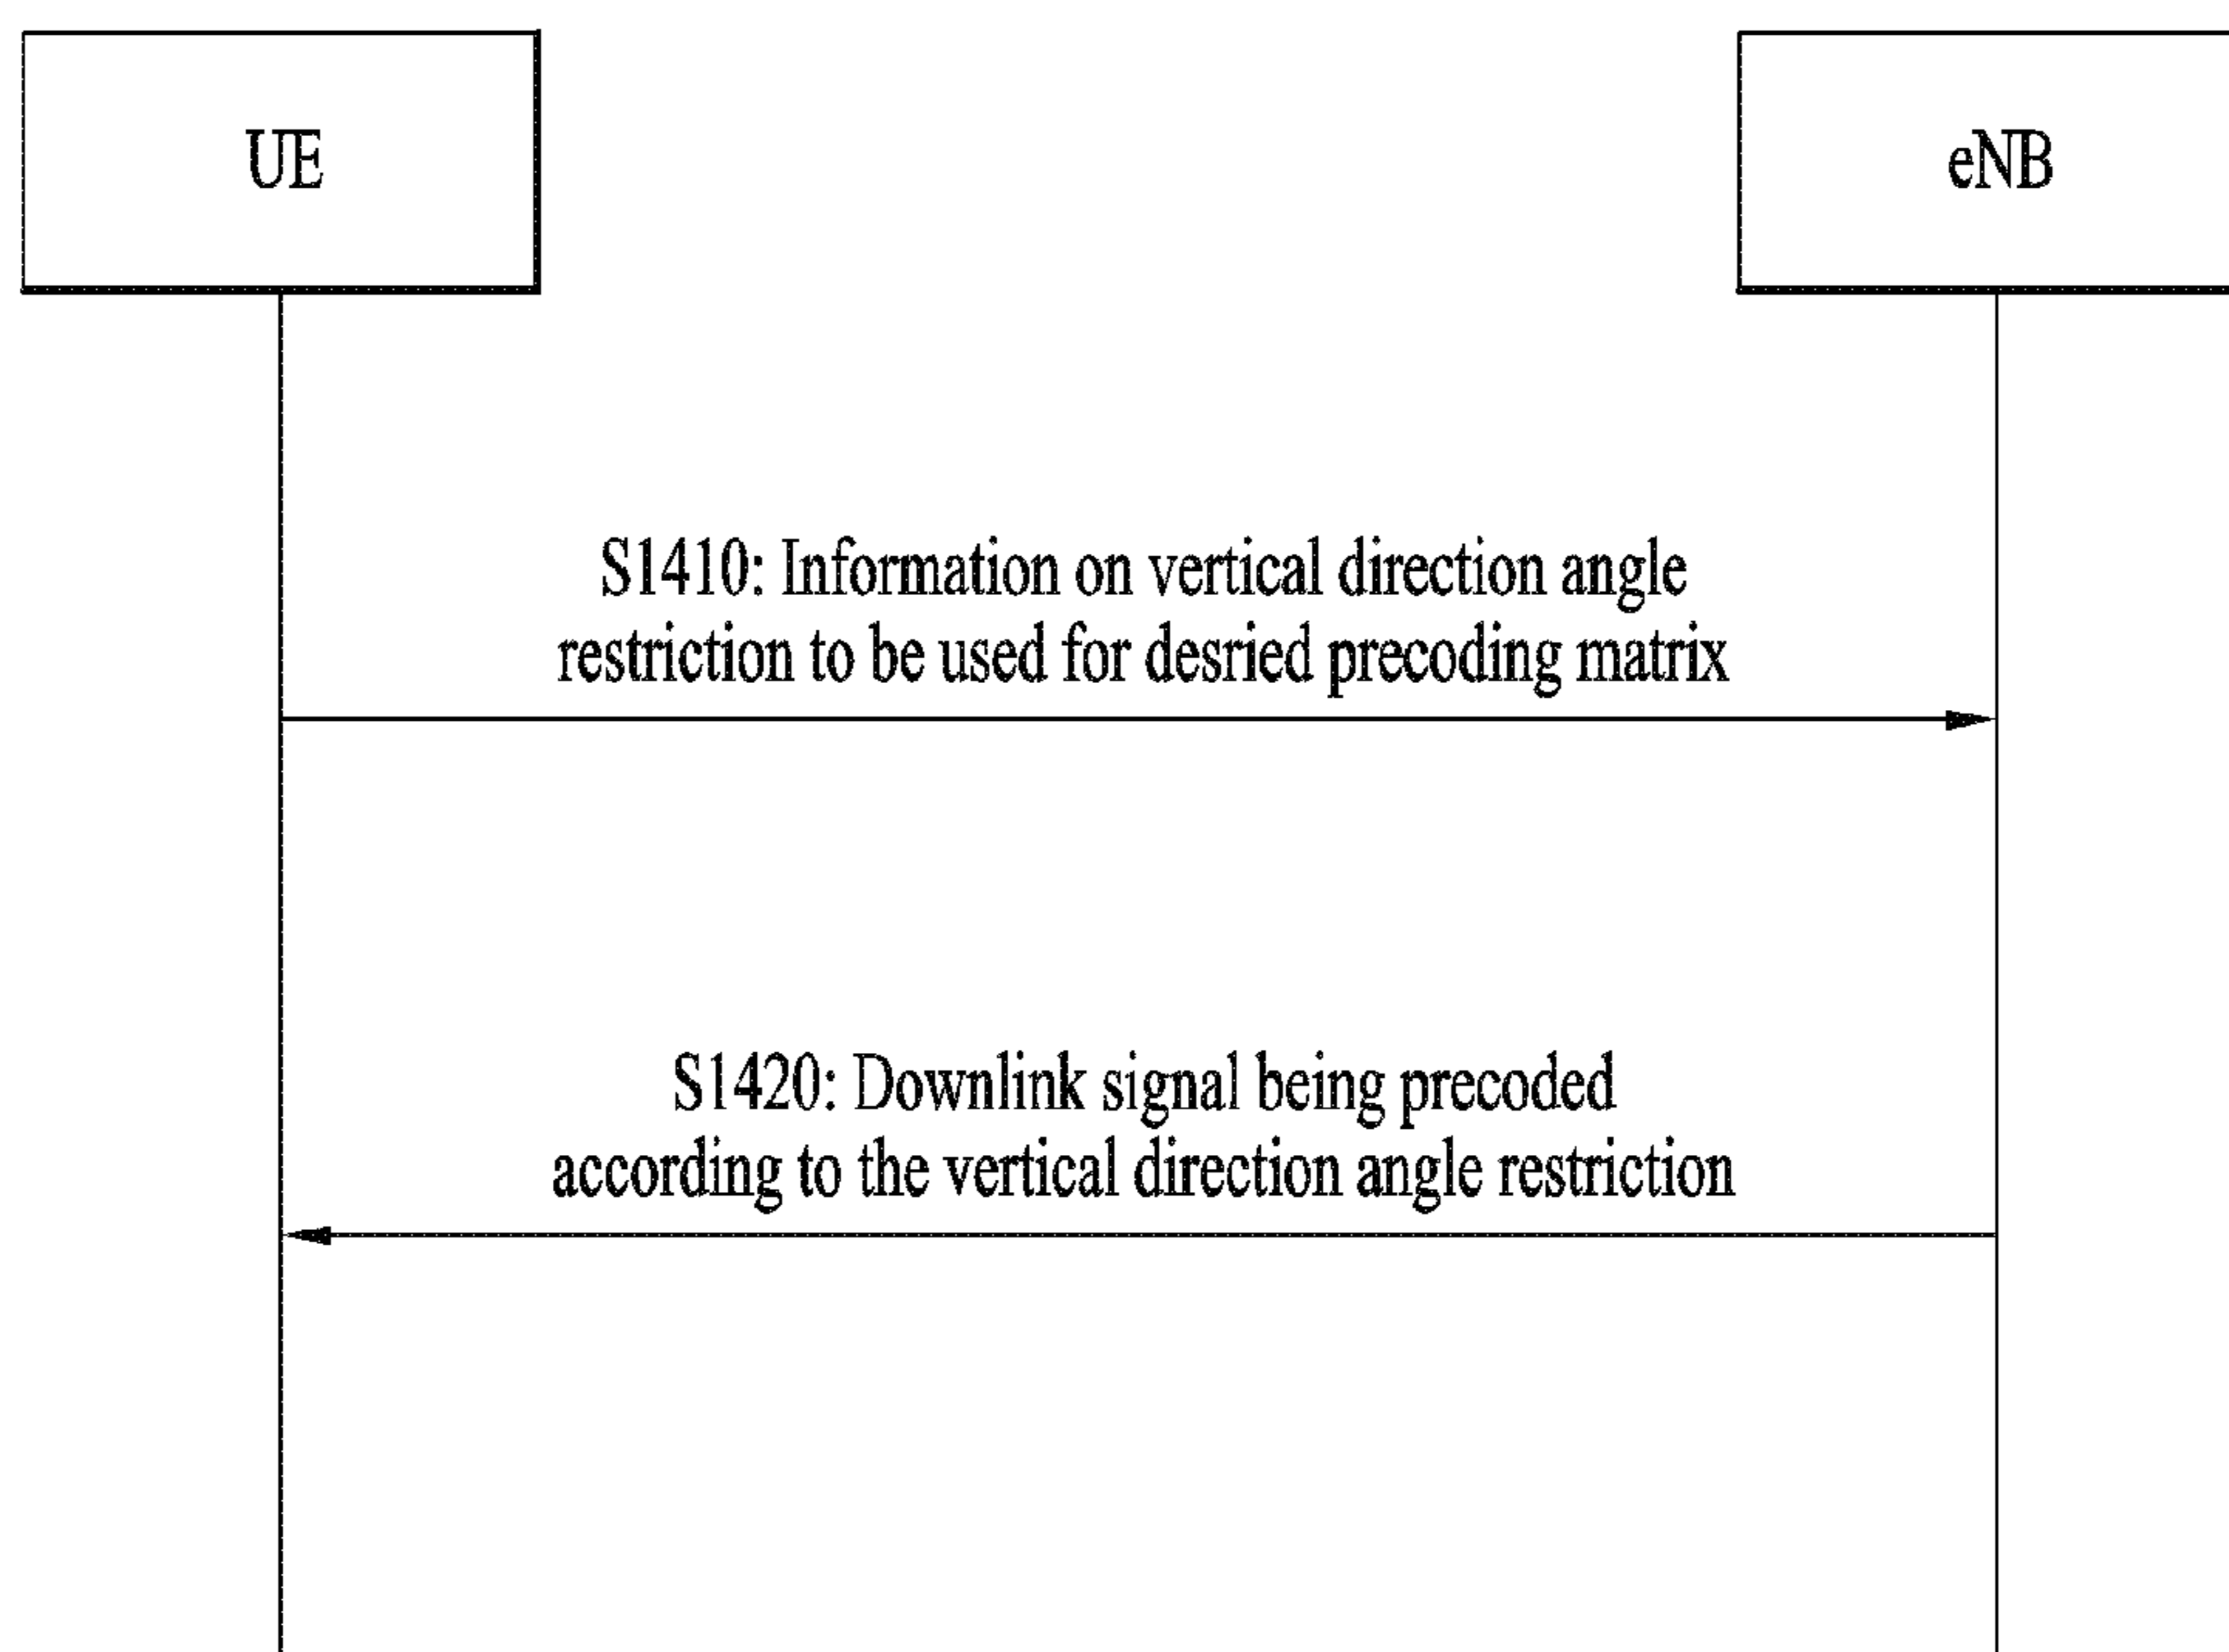 UE
eNB
S1410: Information on vertical direction angle
restriction to be used for desried precoding matrix
S1420: Downlink signal being precoded
according to the vertical direction angle restriction